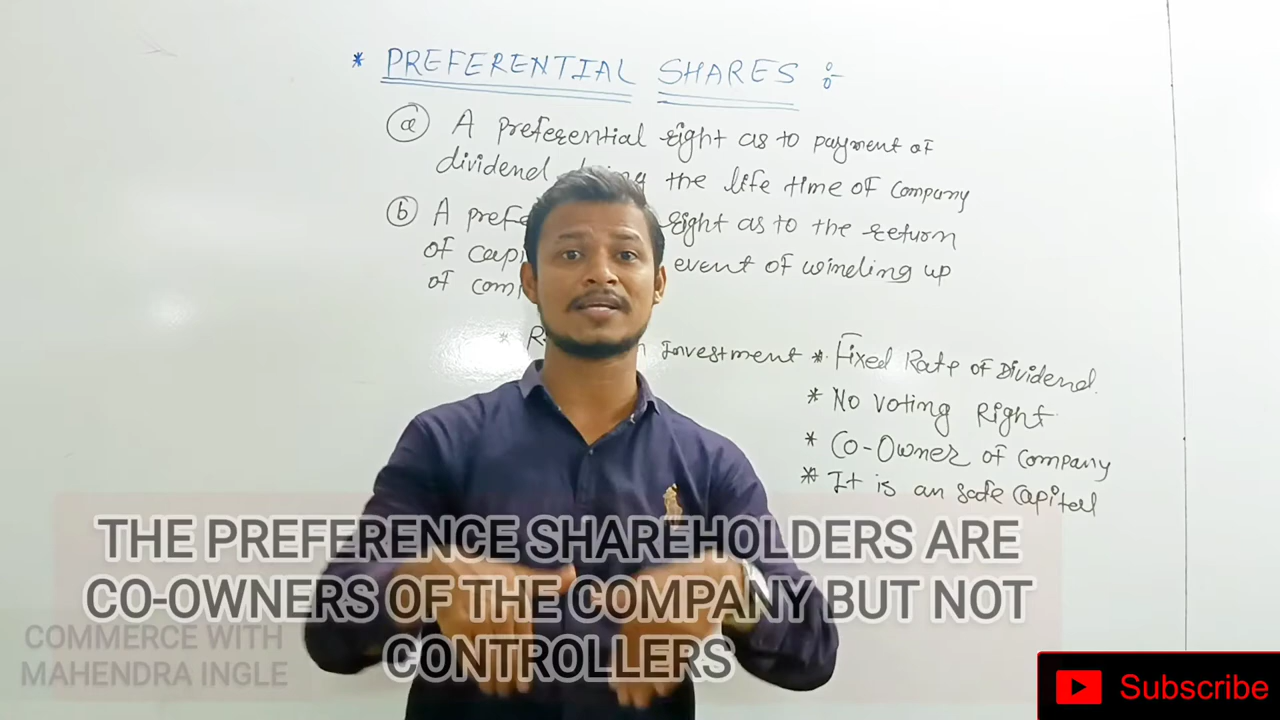 * PREFERENTIAL SHARES :-
(a) A preferential right as to payment of
dividend the life time of Company
(b) A right as to the return
of event of winding up
of
* Investment * Fixed Rate of Dividend.
* No Voting Right
* Co-Owner of Company
* It is an safe Capital
THE PREFERENCE SHAREHOLDERS ARE
CO-OWNERS OF THE COMPANY BUT NOT
CONTROLLERS
COMMERCE WITH
MAHENDRA INGLE
Subscribe